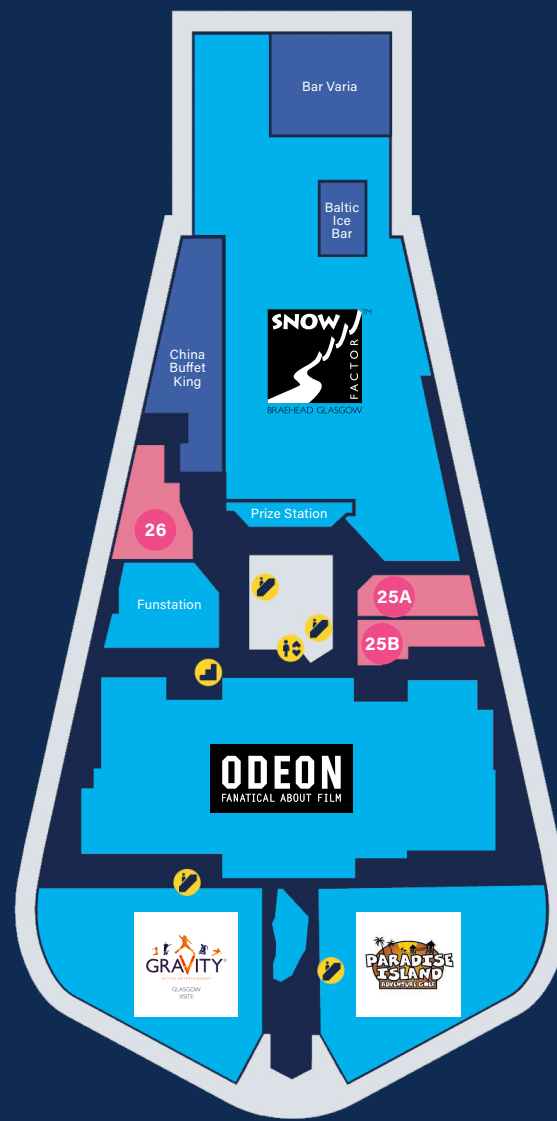 Bar Varia
Baltic
Ice
Bar
SNOW
TM
FACTOR
BRAEHEAD GLASGOW
China
Buffet
King
Prize Station
26
Funstation
25A
25B
ODEON
FANATICAL ABOUT FILM
GRAVITY
GLASGOW
XSITE
PARADISE
ISLAND
ADVENTURE GOLF